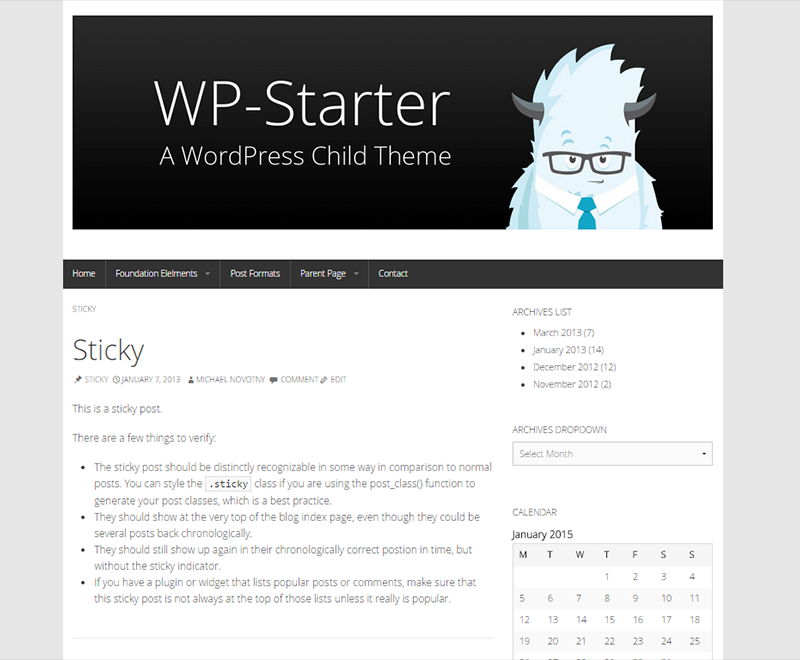 WP-Starter
A WordPress Child Theme
Home
Foundation Elelments
Post Formats
Parent Page
Contact
STICKY
Sticky
STICKY JANUARY 7, 2013 MICHAEL NOVOTNY COMMENT EDIT
This is a sticky post.
There are a few things to verify:
The sticky post should be distinctly recognizable in some way in comparison to normal
posts. You can style the .sticky class if you are using the post_class() function to
generate your post classes, which is a best practice.
They should show at the very top of the blog index page, even though they could be
several posts back chronologically.
They should still show up again in their chronologically correct postion in time, but
without the sticky indicator.
If you have a plugin or widget that lists popular posts or comments, make sure that
this sticky post is not always at the top of those lists unless it really is popular.
ARCHIVES LIST
March 2013 (7)
January 2013 (14)
December 2012 (12)
November 2012 (2)
ARCHIVES DROPDOWN
Select Month
CALENDAR
January 2015
M T W T F S S
1 2 3 4
5 6 7 8 9 10 11
12 13 14 15 16 17 18
19 20 21 22 23 24 25